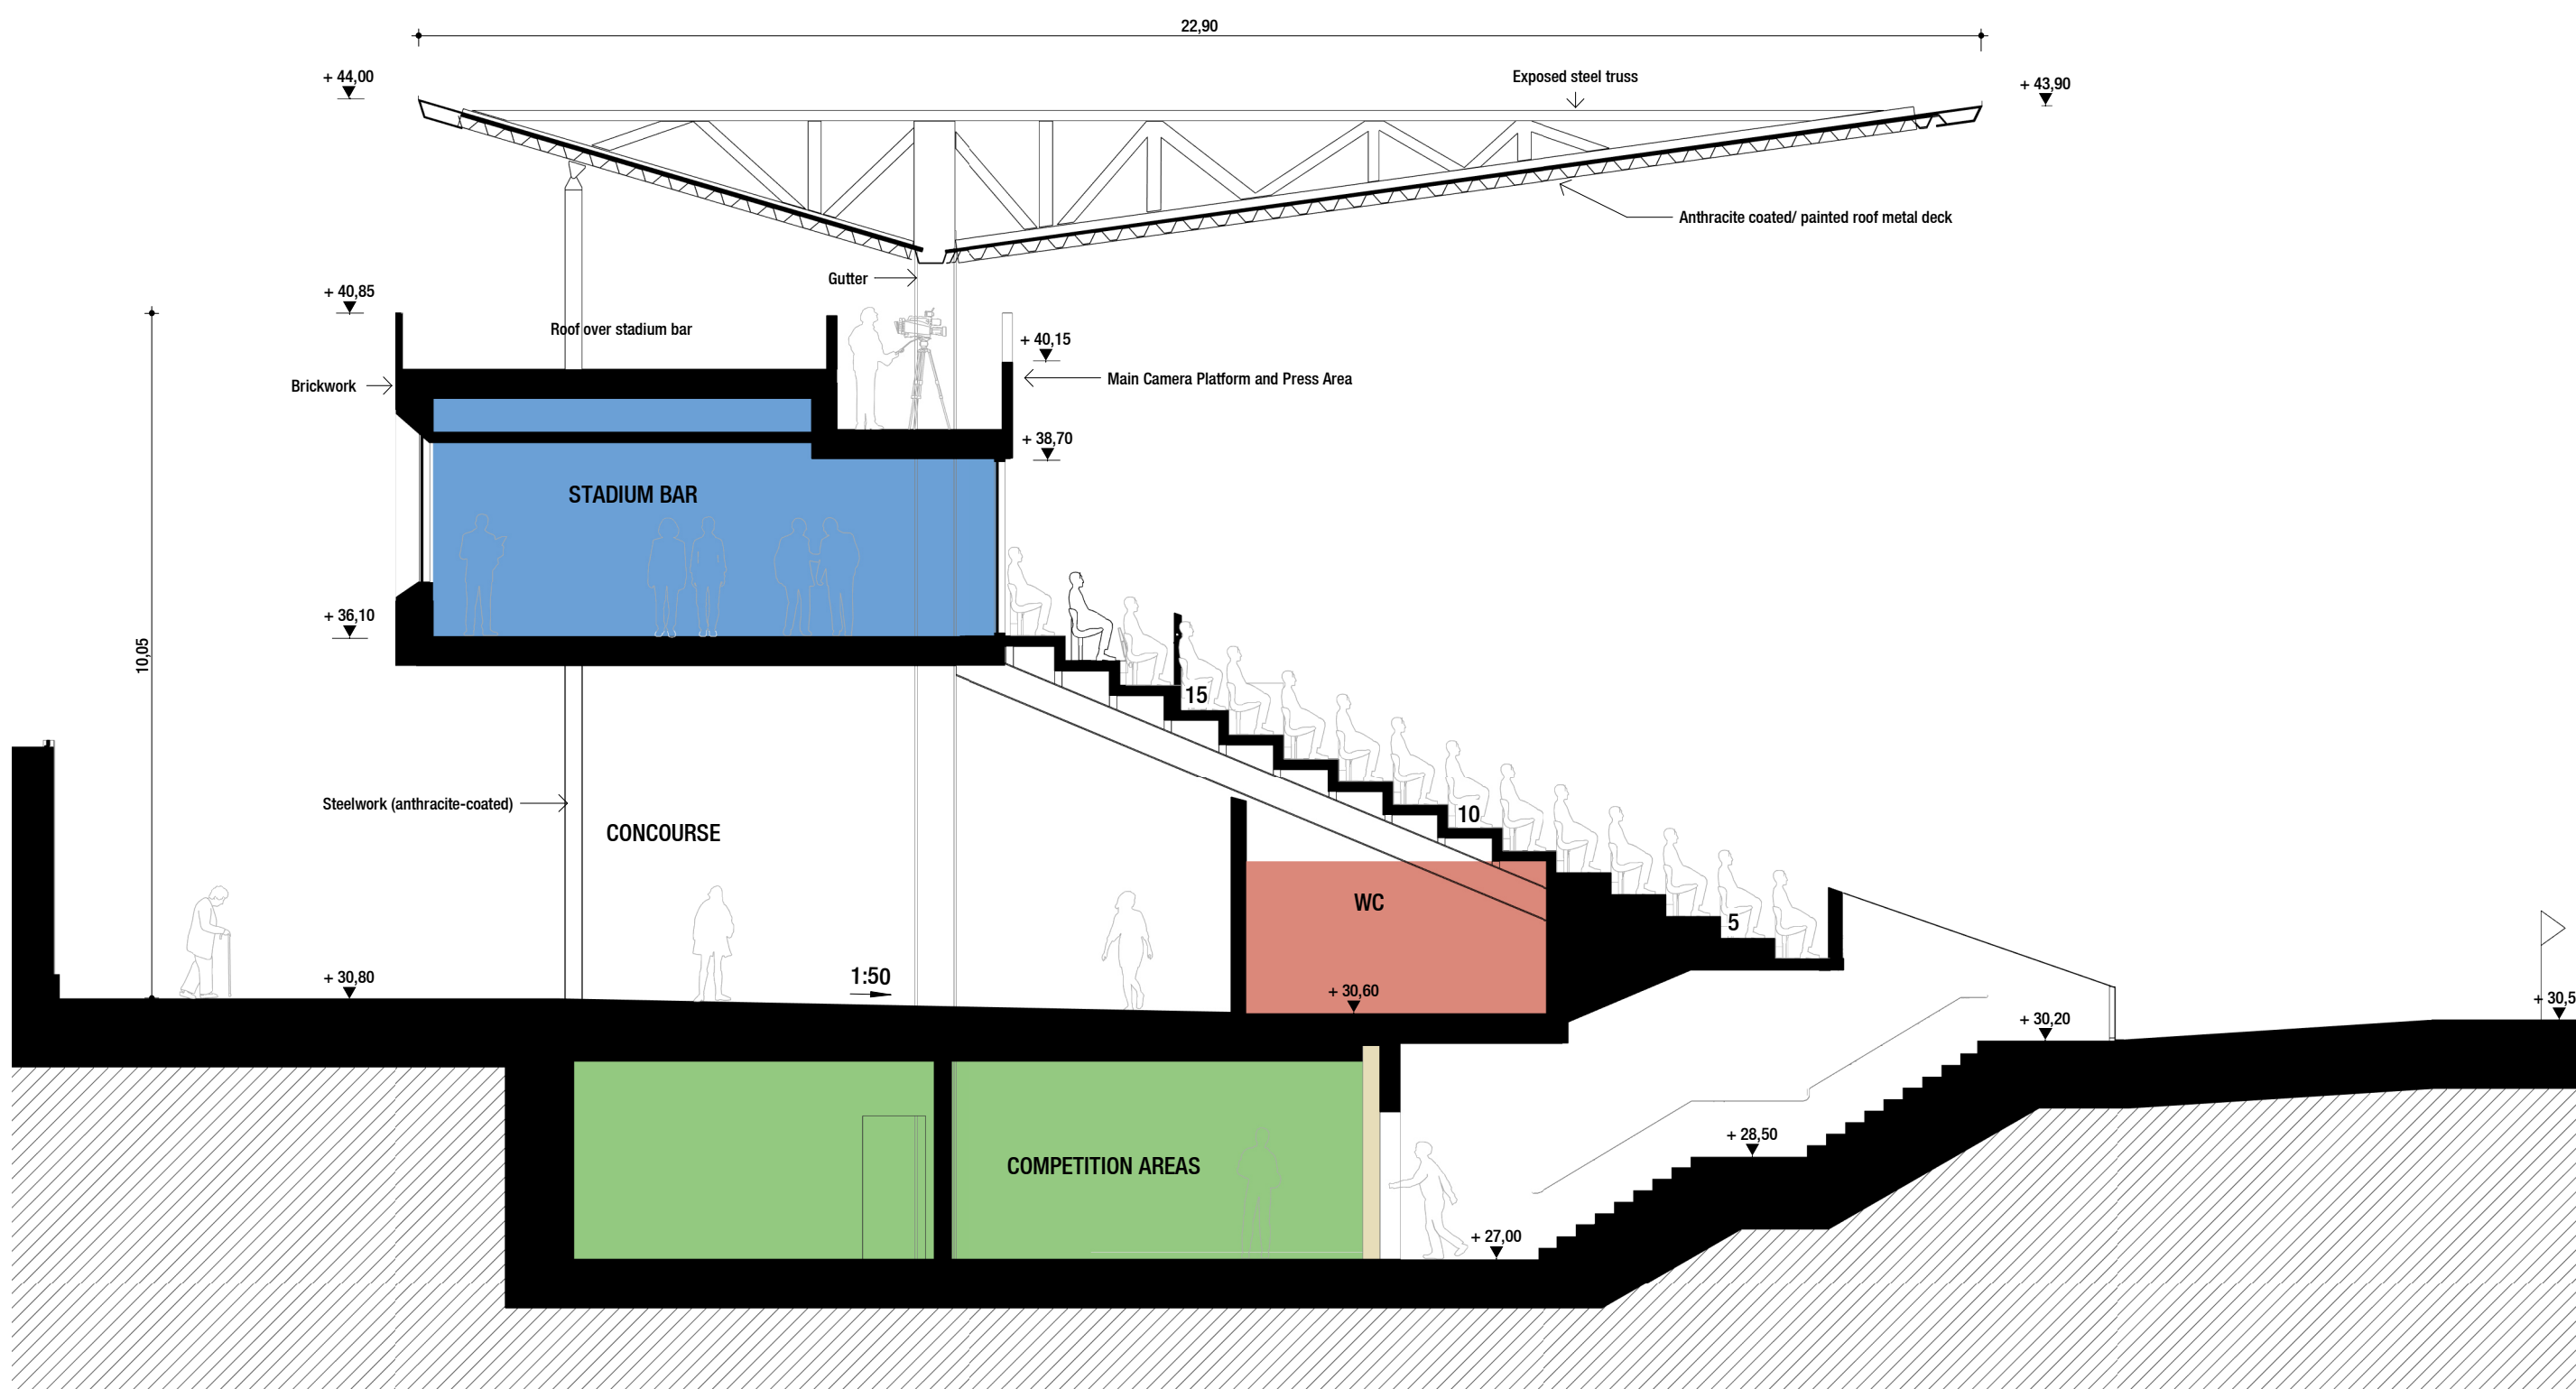 22,90
+ 44,00
Exposed steel truss
+ 43,90
Anthracite coated/ painted roof metal deck
Gutter
+ 40,85
Roof over stadium bar
+ 40,15
Brickwork
Main Camera Platform and Press Area
+ 38,70
STADIUM BAR
+ 36,10
10,05
15
Steelwork (anthracite-coated)
CONCOURSE
10
WC
5
+ 30,80
1:50
+ 30,60
+ 30,5
+ 30,20
+ 28,50
COMPETITION AREAS
+ 27,00